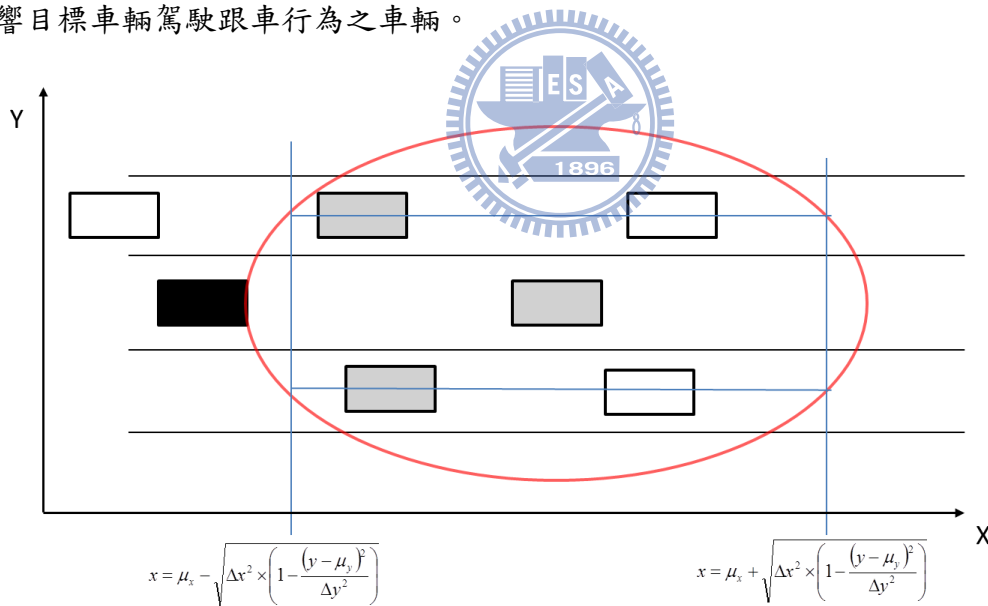 響目標車輛駕駛跟車行為之車輛。
E S A
8
1896
Y
X
x = μ_x − √(Δx² × (1 − (y − μ_y)² / Δy²))
x = μ_x + √(Δx² × (1 − (y − μ_y)² / Δy²))